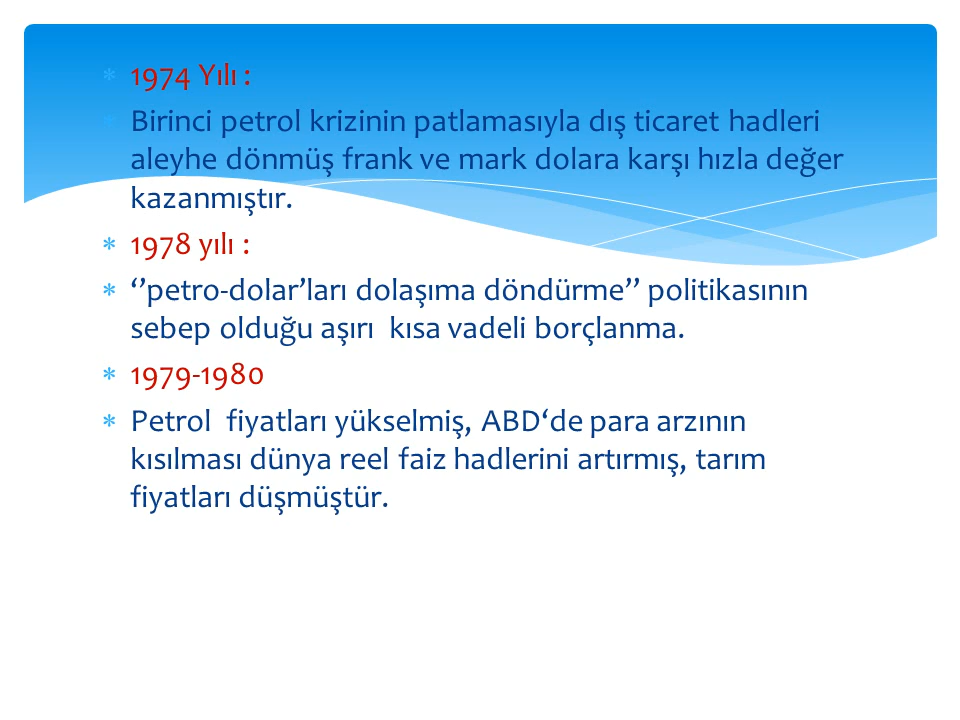 * 1974 Yılı :
* Birinci petrol krizinin patlamasıyla dış ticaret hadleri
aleyhe dönmüş frank ve mark dolara karşı hızla değer
kazanmıştır.
* 1978 yılı :
* ‘’petro-dolar’ları dolaşıma döndürme’’ politikasının
sebep olduğu aşırı  kısa vadeli borçlanma.
* 1979-1980
* Petrol  fiyatları yükselmiş, ABD‘de para arzının
kısılması dünya reel faiz hadlerini artırmış, tarım
fiyatları düşmüştür.